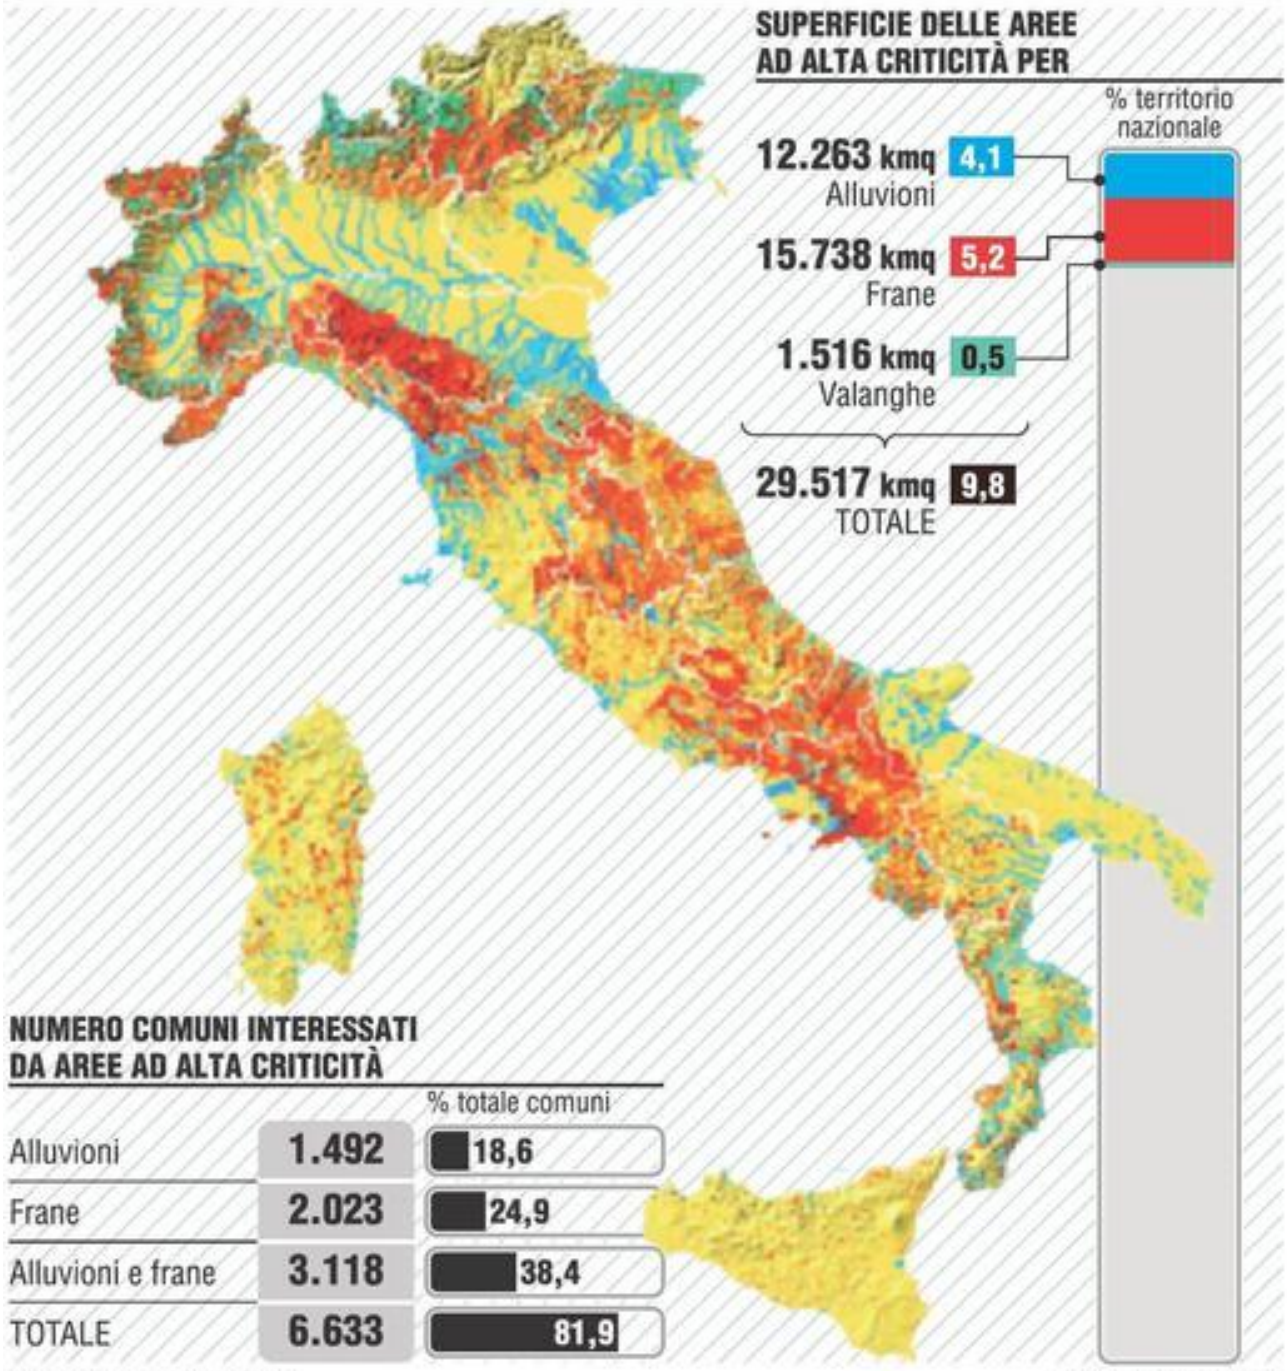 SUPERFICIE DELLE AREE
AD ALTA CRITICITÀ PER
% territorio
nazionale
12.263 kmq 4,1
Alluvioni
15.738 kmq 5,2
Frane
1.516 kmq 0,5
Valanghe
29.517 kmq 9,8
TOTALE
NUMERO COMUNI INTERESSATI
DA AREE AD ALTA CRITICITÀ
% totale comuni
Alluvioni 1.492 18,6
Frane 2.023 24,9
Alluvioni e frane 3.118 38,4
TOTALE 6.633 81,9